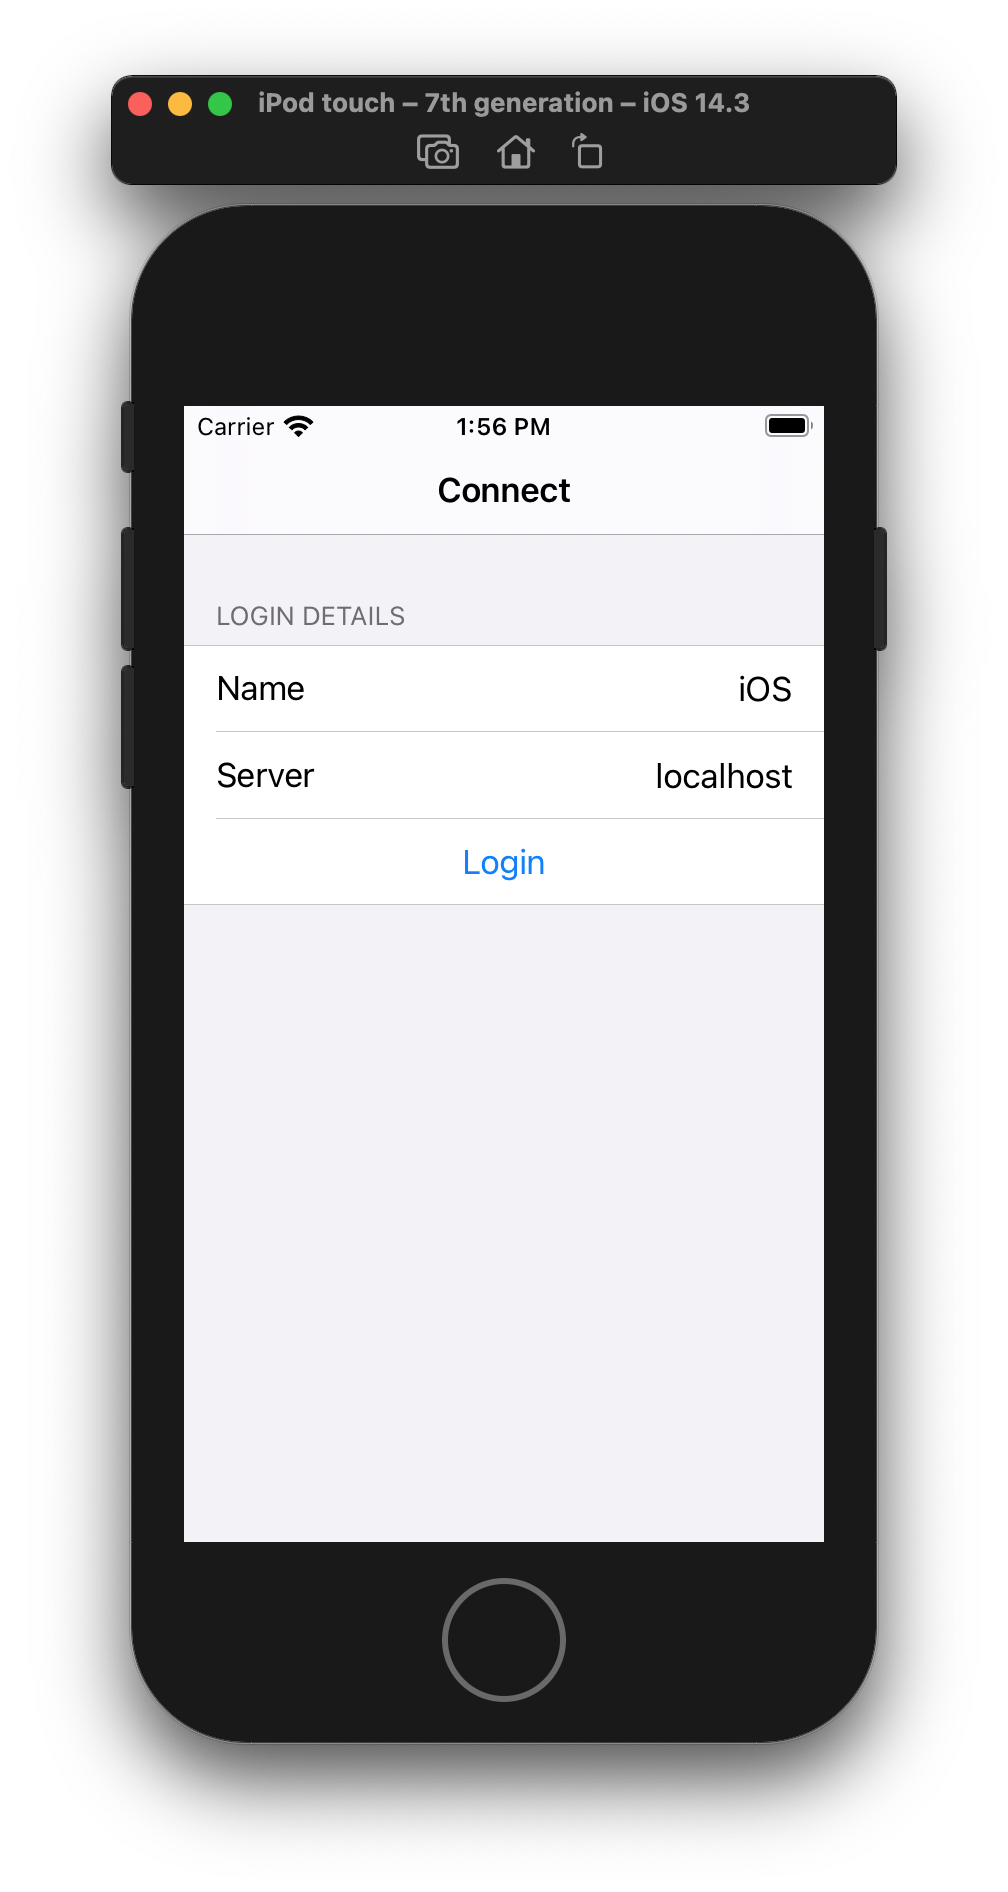 iPod touch – 7th generation – iOS 14.3
Carrier 1:56 PM
Connect
LOGIN DETAILS
Name iOS
Server localhost
Login